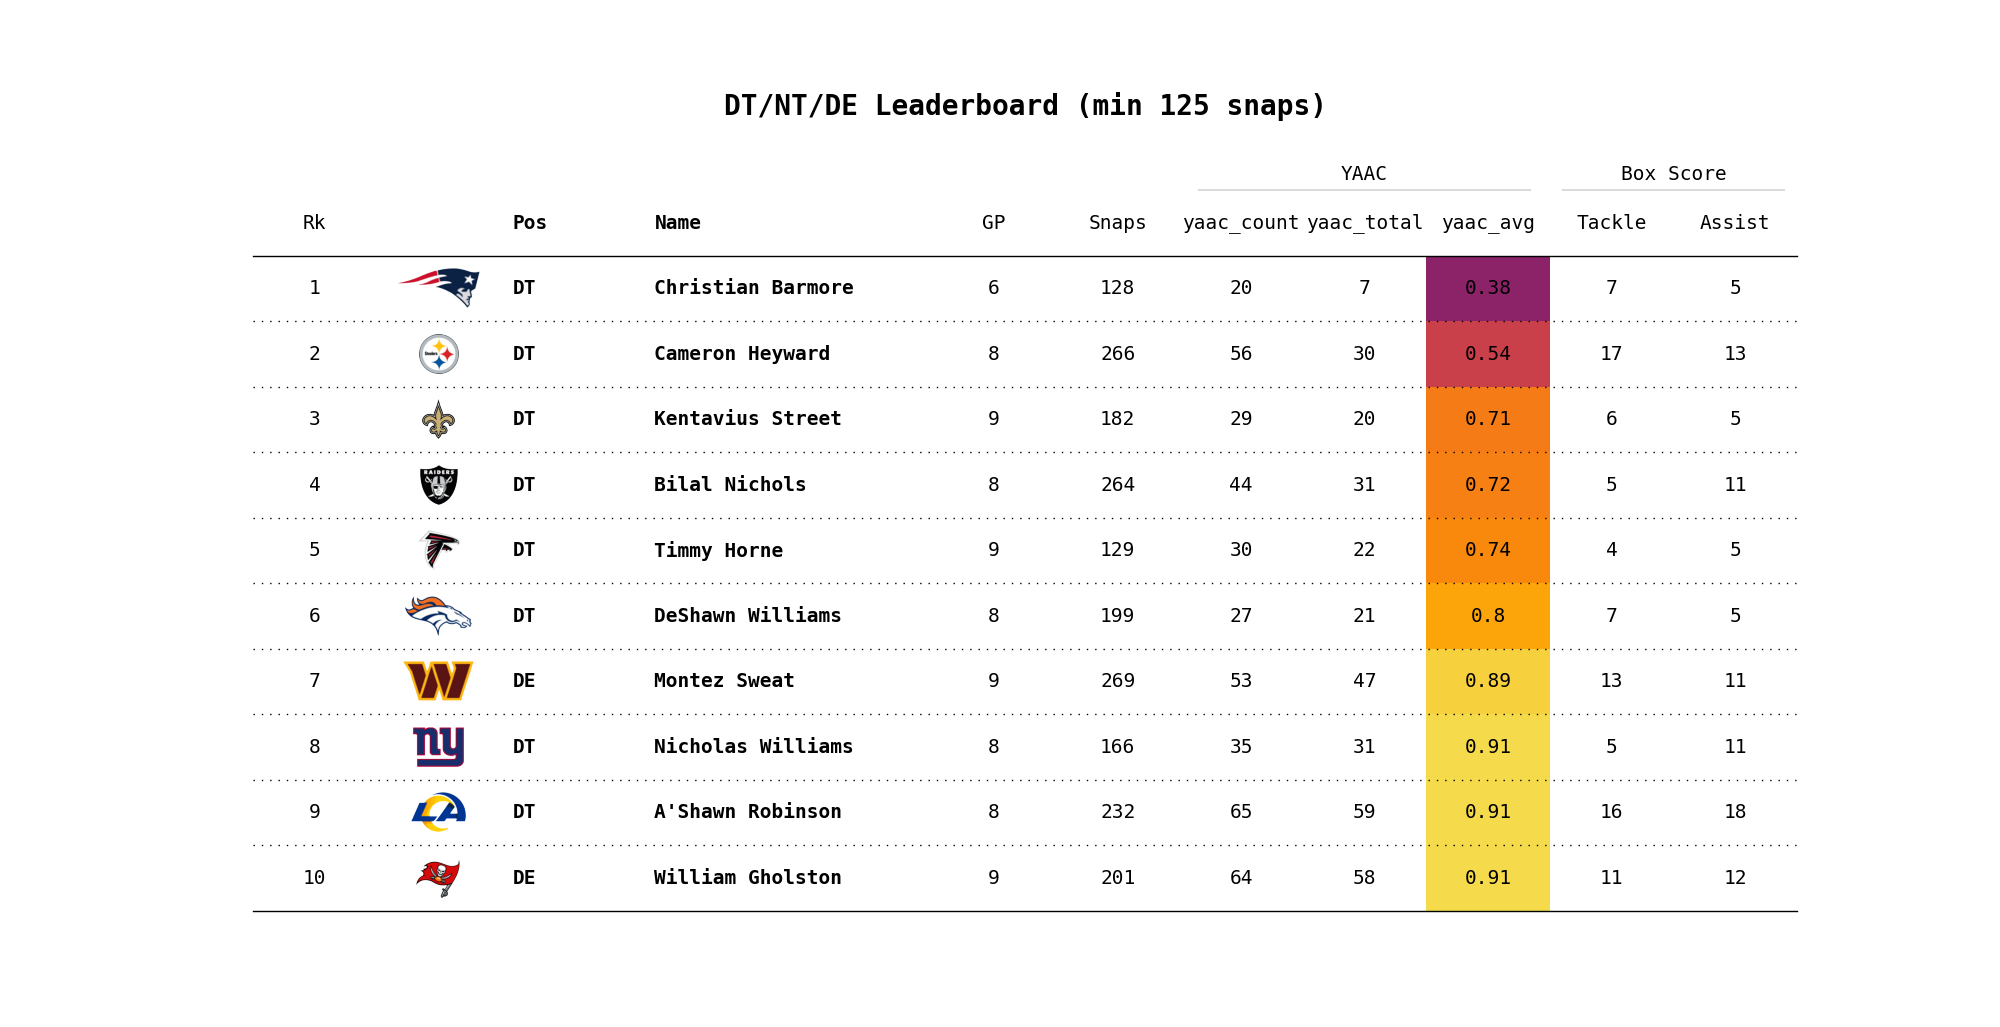 DT/NT/DE Leaderboard (min 125 snaps)
YAAC Box Score
Rk Pos Name GP Snaps yaac_count yaac_total yaac_avg Tackle Assist
1 DT Christian Barmore 6 128 20 7 0.38 7 5
2 Steelers DT Cameron Heyward 8 266 56 30 0.54 17 13
3 DT Kentavius Street 9 182 29 20 0.71 6 5
4 RAIDERS DT Bilal Nichols 8 264 44 31 0.72 5 11
5 DT Timmy Horne 9 129 30 22 0.74 4 5
6 DT DeShawn Williams 8 199 27 21 0.8 7 5
7 W DE Montez Sweat 9 269 53 47 0.89 13 11
8 ny DT Nicholas Williams 8 166 35 31 0.91 5 11
9 LA DT A'Shawn Robinson 8 232 65 59 0.91 16 18
10 DE William Gholston 9 201 64 58 0.91 11 12